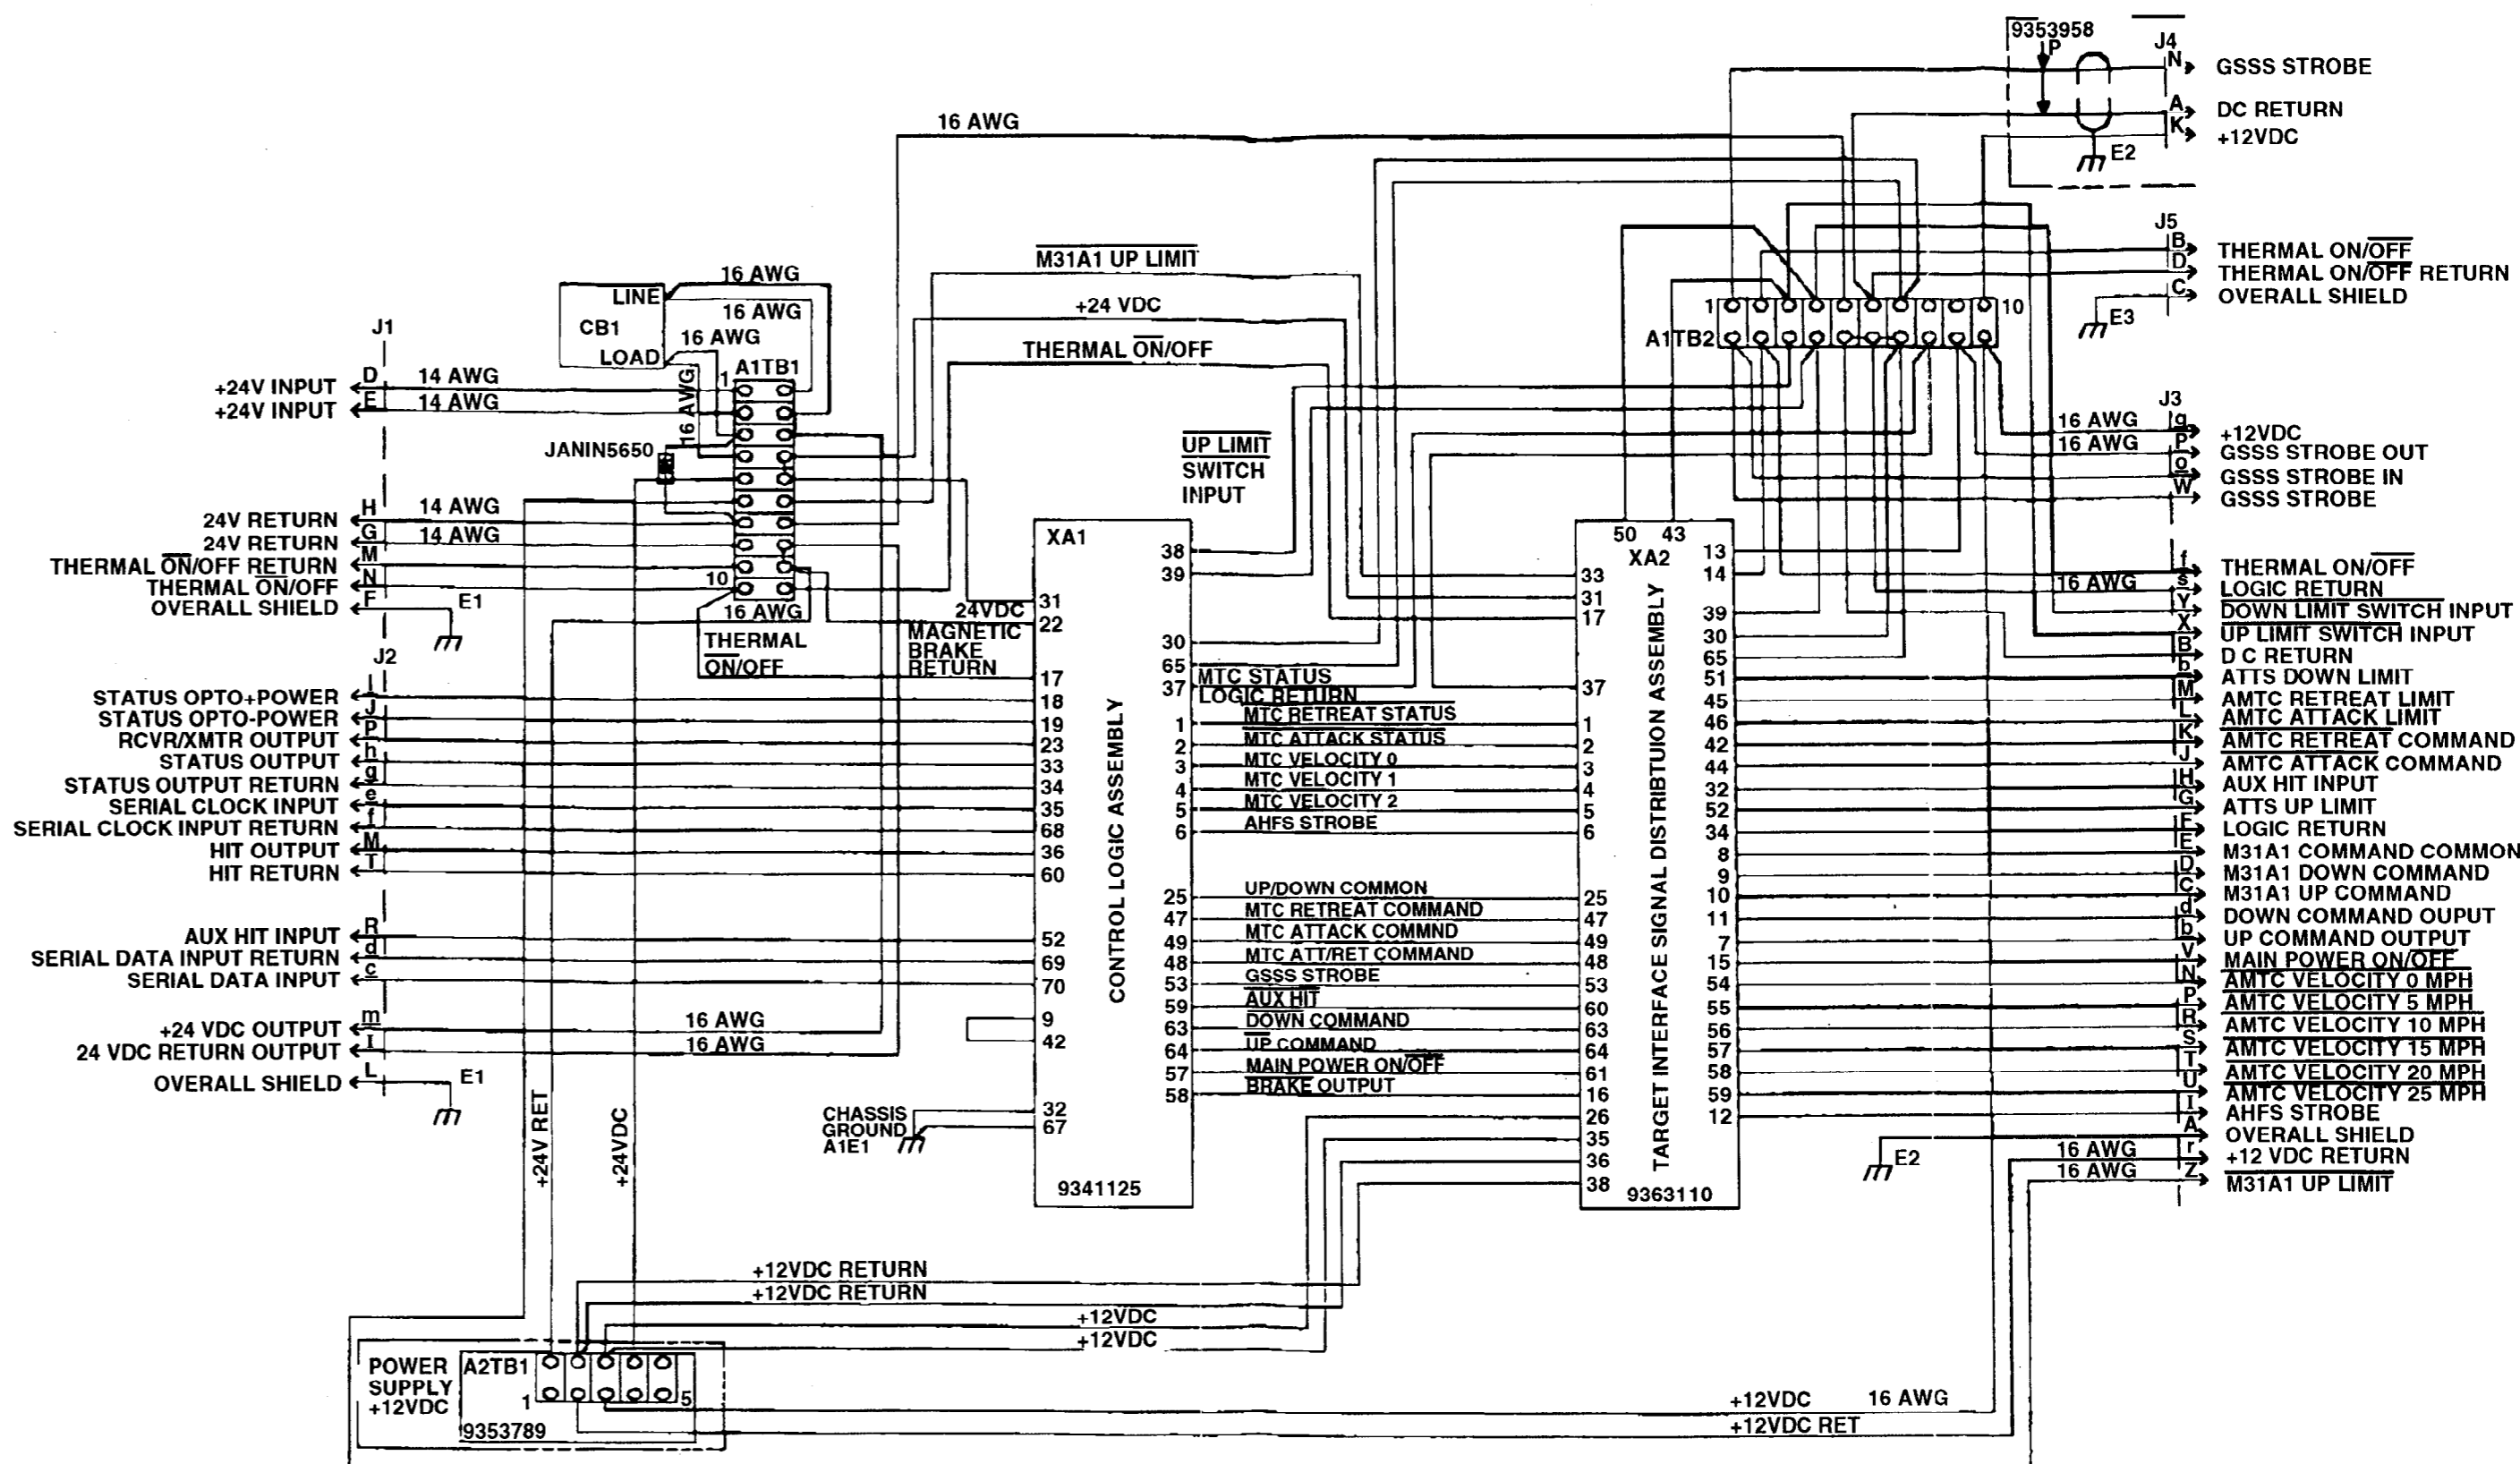 9353958
P
J4
N GSSS STROBE
A DC RETURN
K +12VDC
E2
16 AWG
J5
B THERMAL ON/OFF
D THERMAL ON/OFF RETURN
C OVERALL SHIELD
E3
M31A1 UP LIMIT
+24 VDC
THERMAL ON/OFF
1 10
A1TB2
LINE
CB1
LOAD
16 AWG
16 AWG
16 AWG
16 AWG
A1TB1
1
10
JANIN5650
J1
+24V INPUT D 14 AWG
+24V INPUT E 14 AWG
24V RETURN H 14 AWG
24V RETURN G 14 AWG
THERMAL ON/OFF RETURN M
THERMAL ON/OFF N
OVERALL SHIELD F E1
16 AWG
THERMAL
ON/OFF
24VDC
MAGNETIC
BRAKE
RETURN
UP LIMIT
SWITCH
INPUT
J2
STATUS OPTO+POWER
STATUS OPTO-POWER J
RCVR/XMTR OUTPUT P
STATUS OUTPUT h
STATUS OUTPUT RETURN g
SERIAL CLOCK INPUT e
SERIAL CLOCK INPUT RETURN f
HIT OUTPUT M
HIT RETURN T
AUX HIT INPUT R
SERIAL DATA INPUT RETURN d
SERIAL DATA INPUT c
+24 VDC OUTPUT m 16 AWG
24 VDC RETURN OUTPUT I 16 AWG
OVERALL SHIELD L E1
+24V RET
+24VDC
CHASSIS
GROUND
A1E1
XA1
CONTROL LOGIC ASSEMBLY
9341125
31
22
17
18
19
23
33
34
35
68
36
60
52
69
70
9
42
32
67
38
39
30
65
37
1
2
3
4
5
6
25
47
49
48
53
59
63
64
57
58
MTC STATUS
LOGIC RETURN
MTC RETREAT STATUS
MTC ATTACK STATUS
MTC VELOCITY 0
MTC VELOCITY 1
MTC VELOCITY 2
AHFS STROBE
UP/DOWN COMMON
MTC RETREAT COMMAND
MTC ATTACK COMMND
MTC ATT/RET COMMAND
GSSS STROBE
AUX HIT
DOWN COMMAND
UP COMMAND
MAIN POWER ON/OFF
BRAKE OUTPUT
50 43
XA2
TARGET INTERFACE SIGNAL DISTRIBTUION ASSEMBLY
9363110
33
31
17
37
1
2
3
4
5
6
25
47
49
48
53
60
63
64
61
16
26
35
36
38
13
14
39
30
65
51
45
46
42
44
32
52
34
8
9
10
11
7
15
54
55
56
57
58
59
12
J3
16 AWG q +12VDC
16 AWG P GSSS STROBE OUT
o GSSS STROBE IN
W GSSS STROBE
f THERMAL ON/OFF
16 AWG s LOGIC RETURN
Y DOWN LIMIT SWITCH INPUT
X UP LIMIT SWITCH INPUT
B D C RETURN
b ATTS DOWN LIMIT
M AMTC RETREAT LIMIT
L AMTC ATTACK LIMIT
K AMTC RETREAT COMMAND
J AMTC ATTACK COMMAND
H AUX HIT INPUT
G ATTS UP LIMIT
F LOGIC RETURN
E M31A1 COMMAND COMMON
D M31A1 DOWN COMMAND
C M31A1 UP COMMAND
d DOWN COMMAND OUPUT
b UP COMMAND OUTPUT
V MAIN POWER ON/OFF
N AMTC VELOCITY 0 MPH
P AMTC VELOCITY 5 MPH
R AMTC VELOCITY 10 MPH
S AMTC VELOCITY 15 MPH
T AMTC VELOCITY 20 MPH
U AMTC VELOCITY 25 MPH
I AHFS STROBE
A OVERALL SHIELD
E2
16 AWG r +12 VDC RETURN
16 AWG Z M31A1 UP LIMIT
+12VDC RETURN
+12VDC RETURN
+12VDC
+12VDC
POWER
SUPPLY
+12VDC
A2TB1
1 5
9353789
+12VDC 16 AWG
+12VDC RET